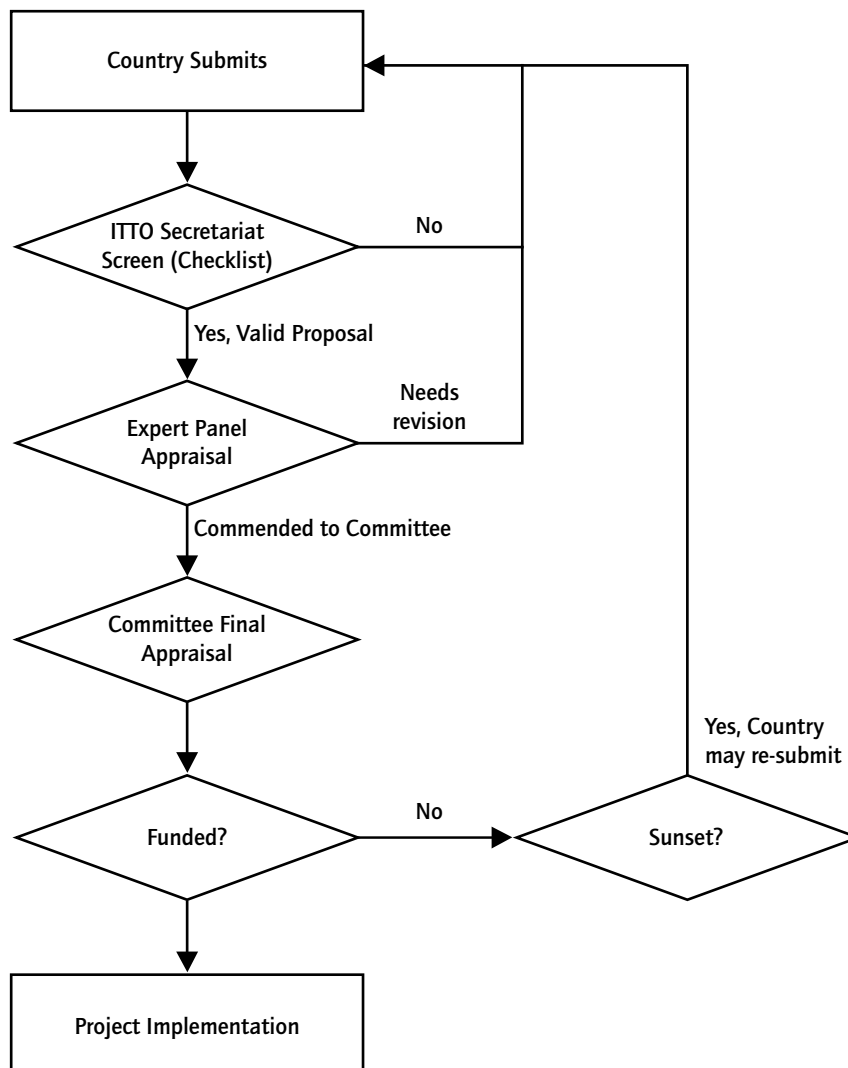 Country Submits
ITTO Secretariat
Screen (Checklist)
No
Yes, Valid Proposal
Expert Panel
Appraisal
Needs
revision
Commended to Committee
Committee Final
Appraisal
Yes, Country
may re-submit
Funded?
No
Sunset?
Project Implementation